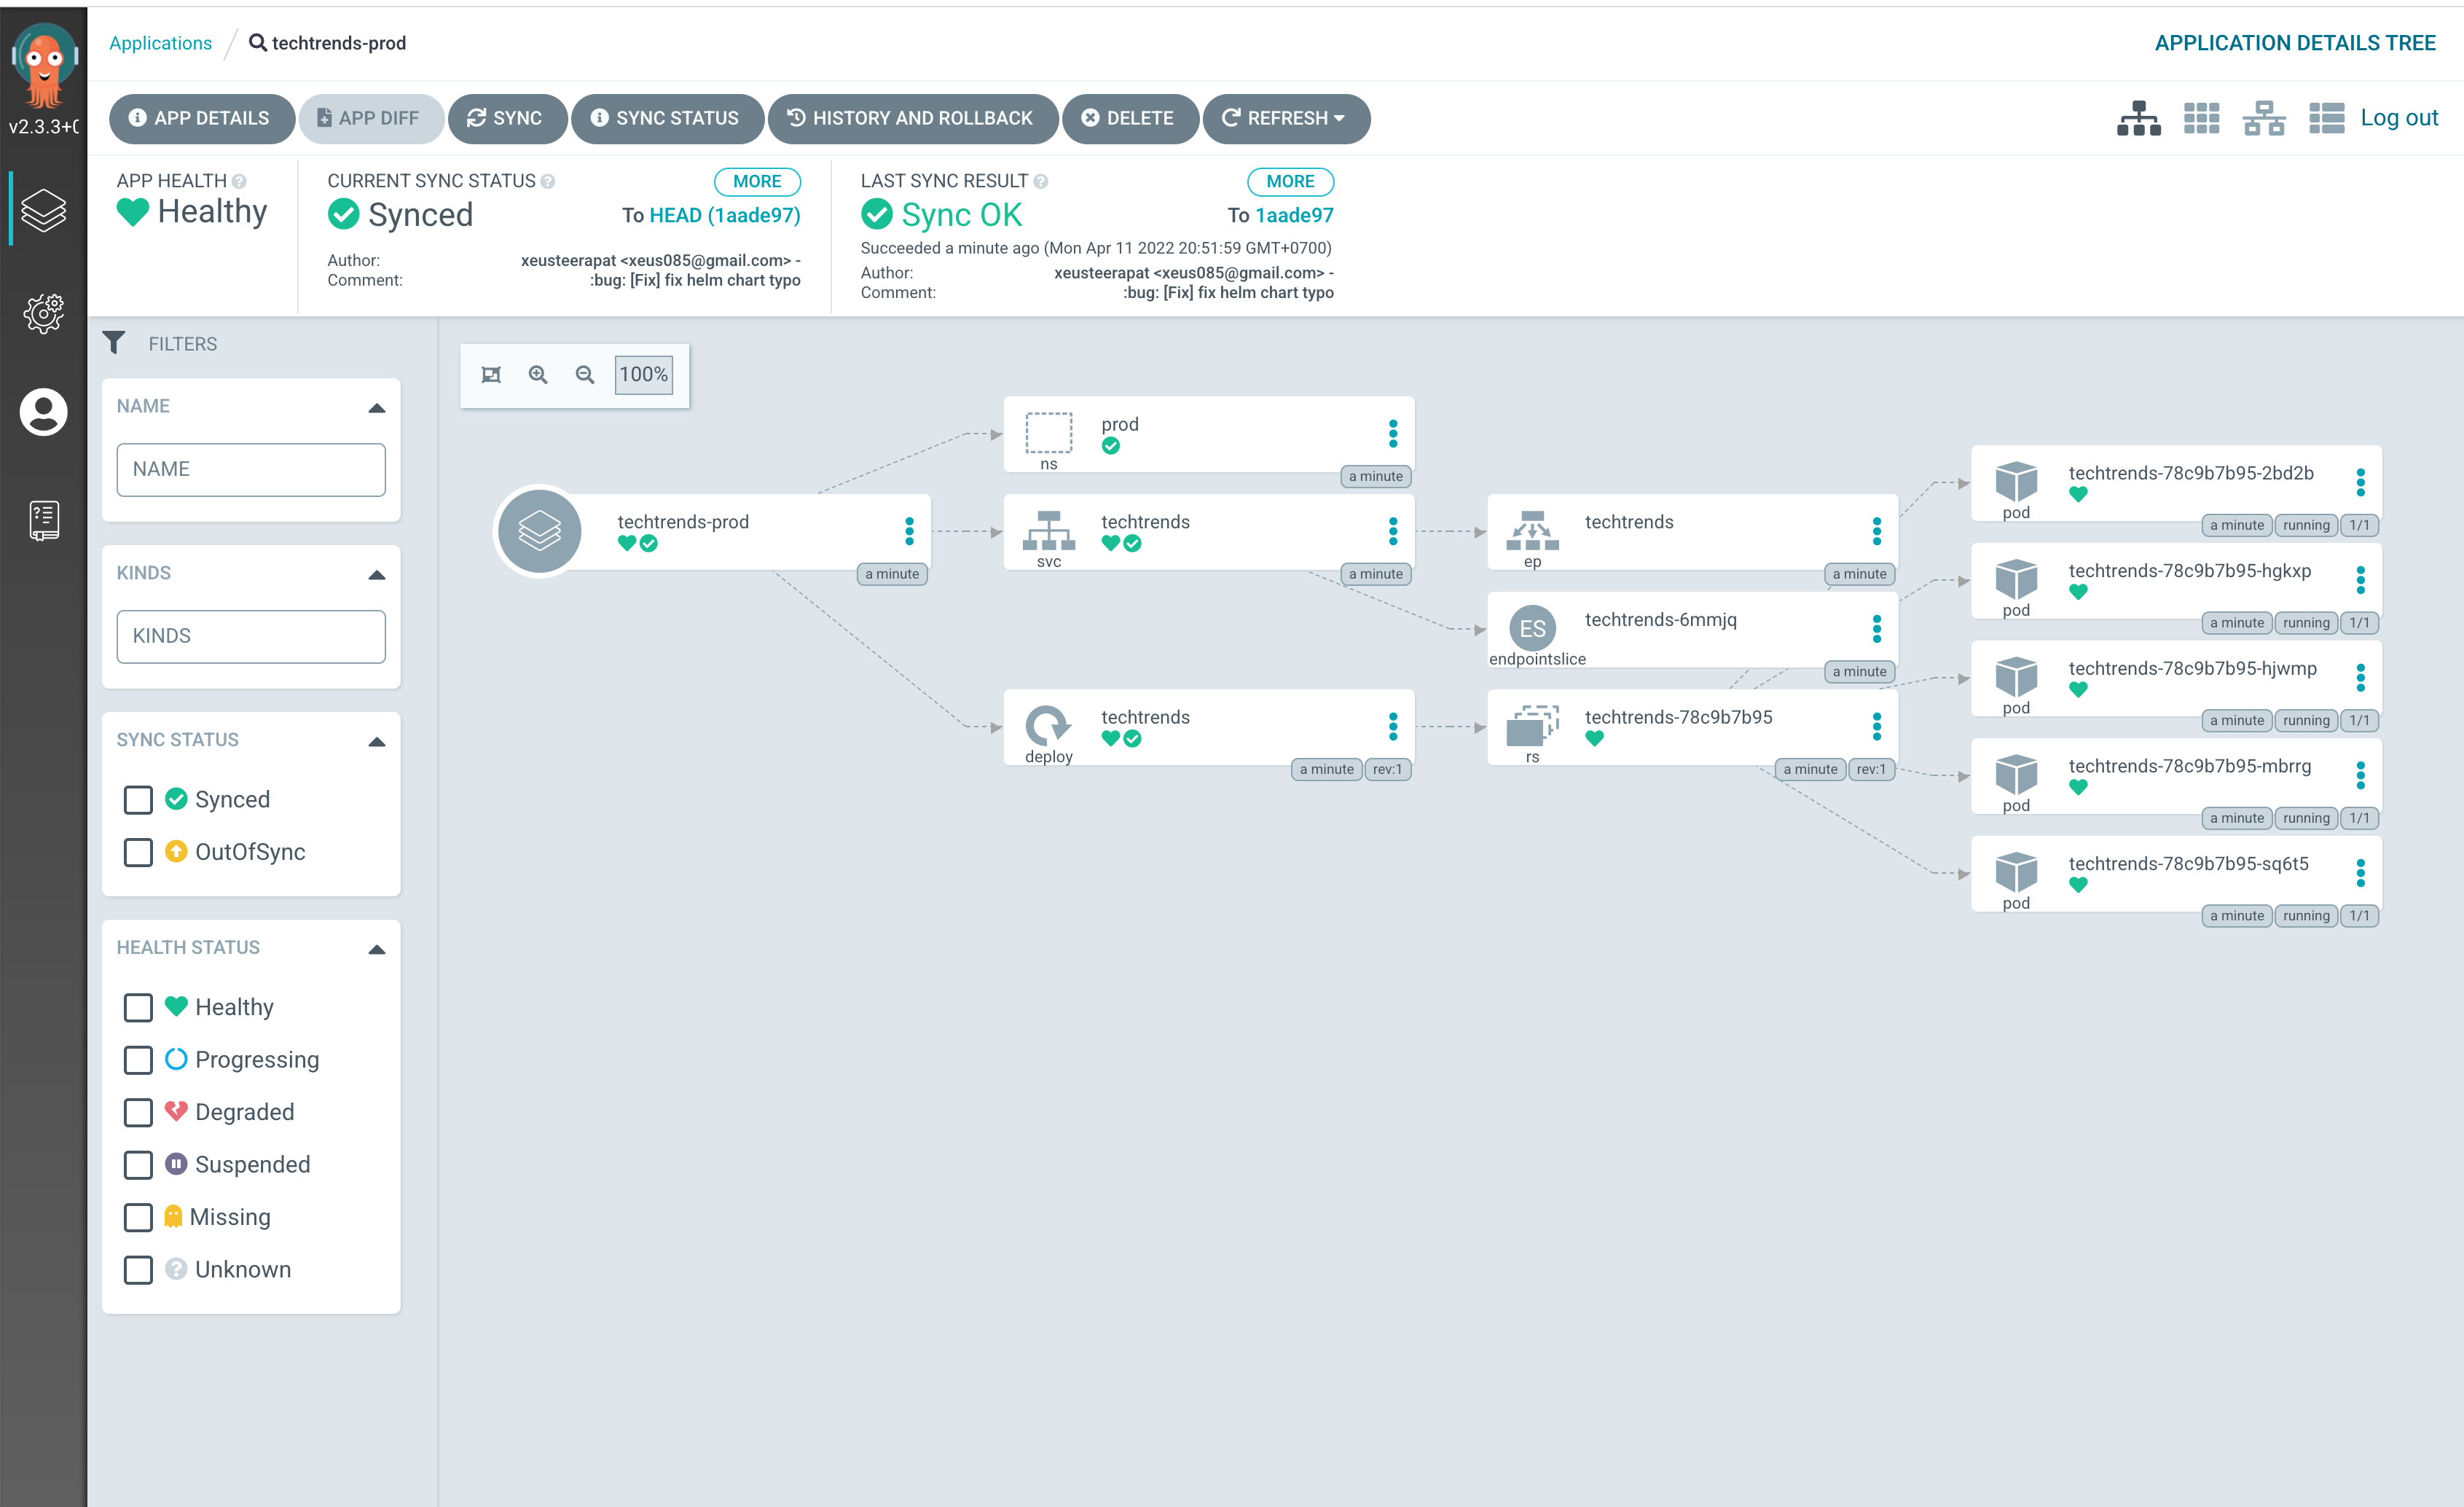 Applications / techtrends-prod
APPLICATION DETAILS TREE
v2.3.3+
APP DETAILS
APP DIFF
SYNC
SYNC STATUS
HISTORY AND ROLLBACK
DELETE
REFRESH
Log out
APP HEALTH
Healthy
CURRENT SYNC STATUS
MORE
Synced
To HEAD (1aade97)
Author: xeusteerapat <xeus085@gmail.com> -
Comment: :bug: [Fix] fix helm chart typo
LAST SYNC RESULT
MORE
Sync OK
To 1aade97
Succeeded a minute ago (Mon Apr 11 2022 20:51:59 GMT+0700)
Author: xeusteerapat <xeus085@gmail.com> -
Comment: :bug: [Fix] fix helm chart typo
FILTERS
NAME
NAME
KINDS
KINDS
SYNC STATUS
Synced
OutOfSync
HEALTH STATUS
Healthy
Progressing
Degraded
Suspended
Missing
Unknown
100%
techtrends-prod
a minute
prod
ns
a minute
techtrends
svc
a minute
techtrends
deploy
a minute rev:1
techtrends
ep
a minute
ES
techtrends-6mmjq
endpointslice
a minute
techtrends-78c9b7b95
rs
a minute rev:1
techtrends-78c9b7b95-2bd2b
pod
a minute running 1/1
techtrends-78c9b7b95-hgkxp
pod
a minute running 1/1
techtrends-78c9b7b95-hjwmp
pod
a minute running 1/1
techtrends-78c9b7b95-mbrrg
pod
a minute running 1/1
techtrends-78c9b7b95-sq6t5
pod
a minute running 1/1